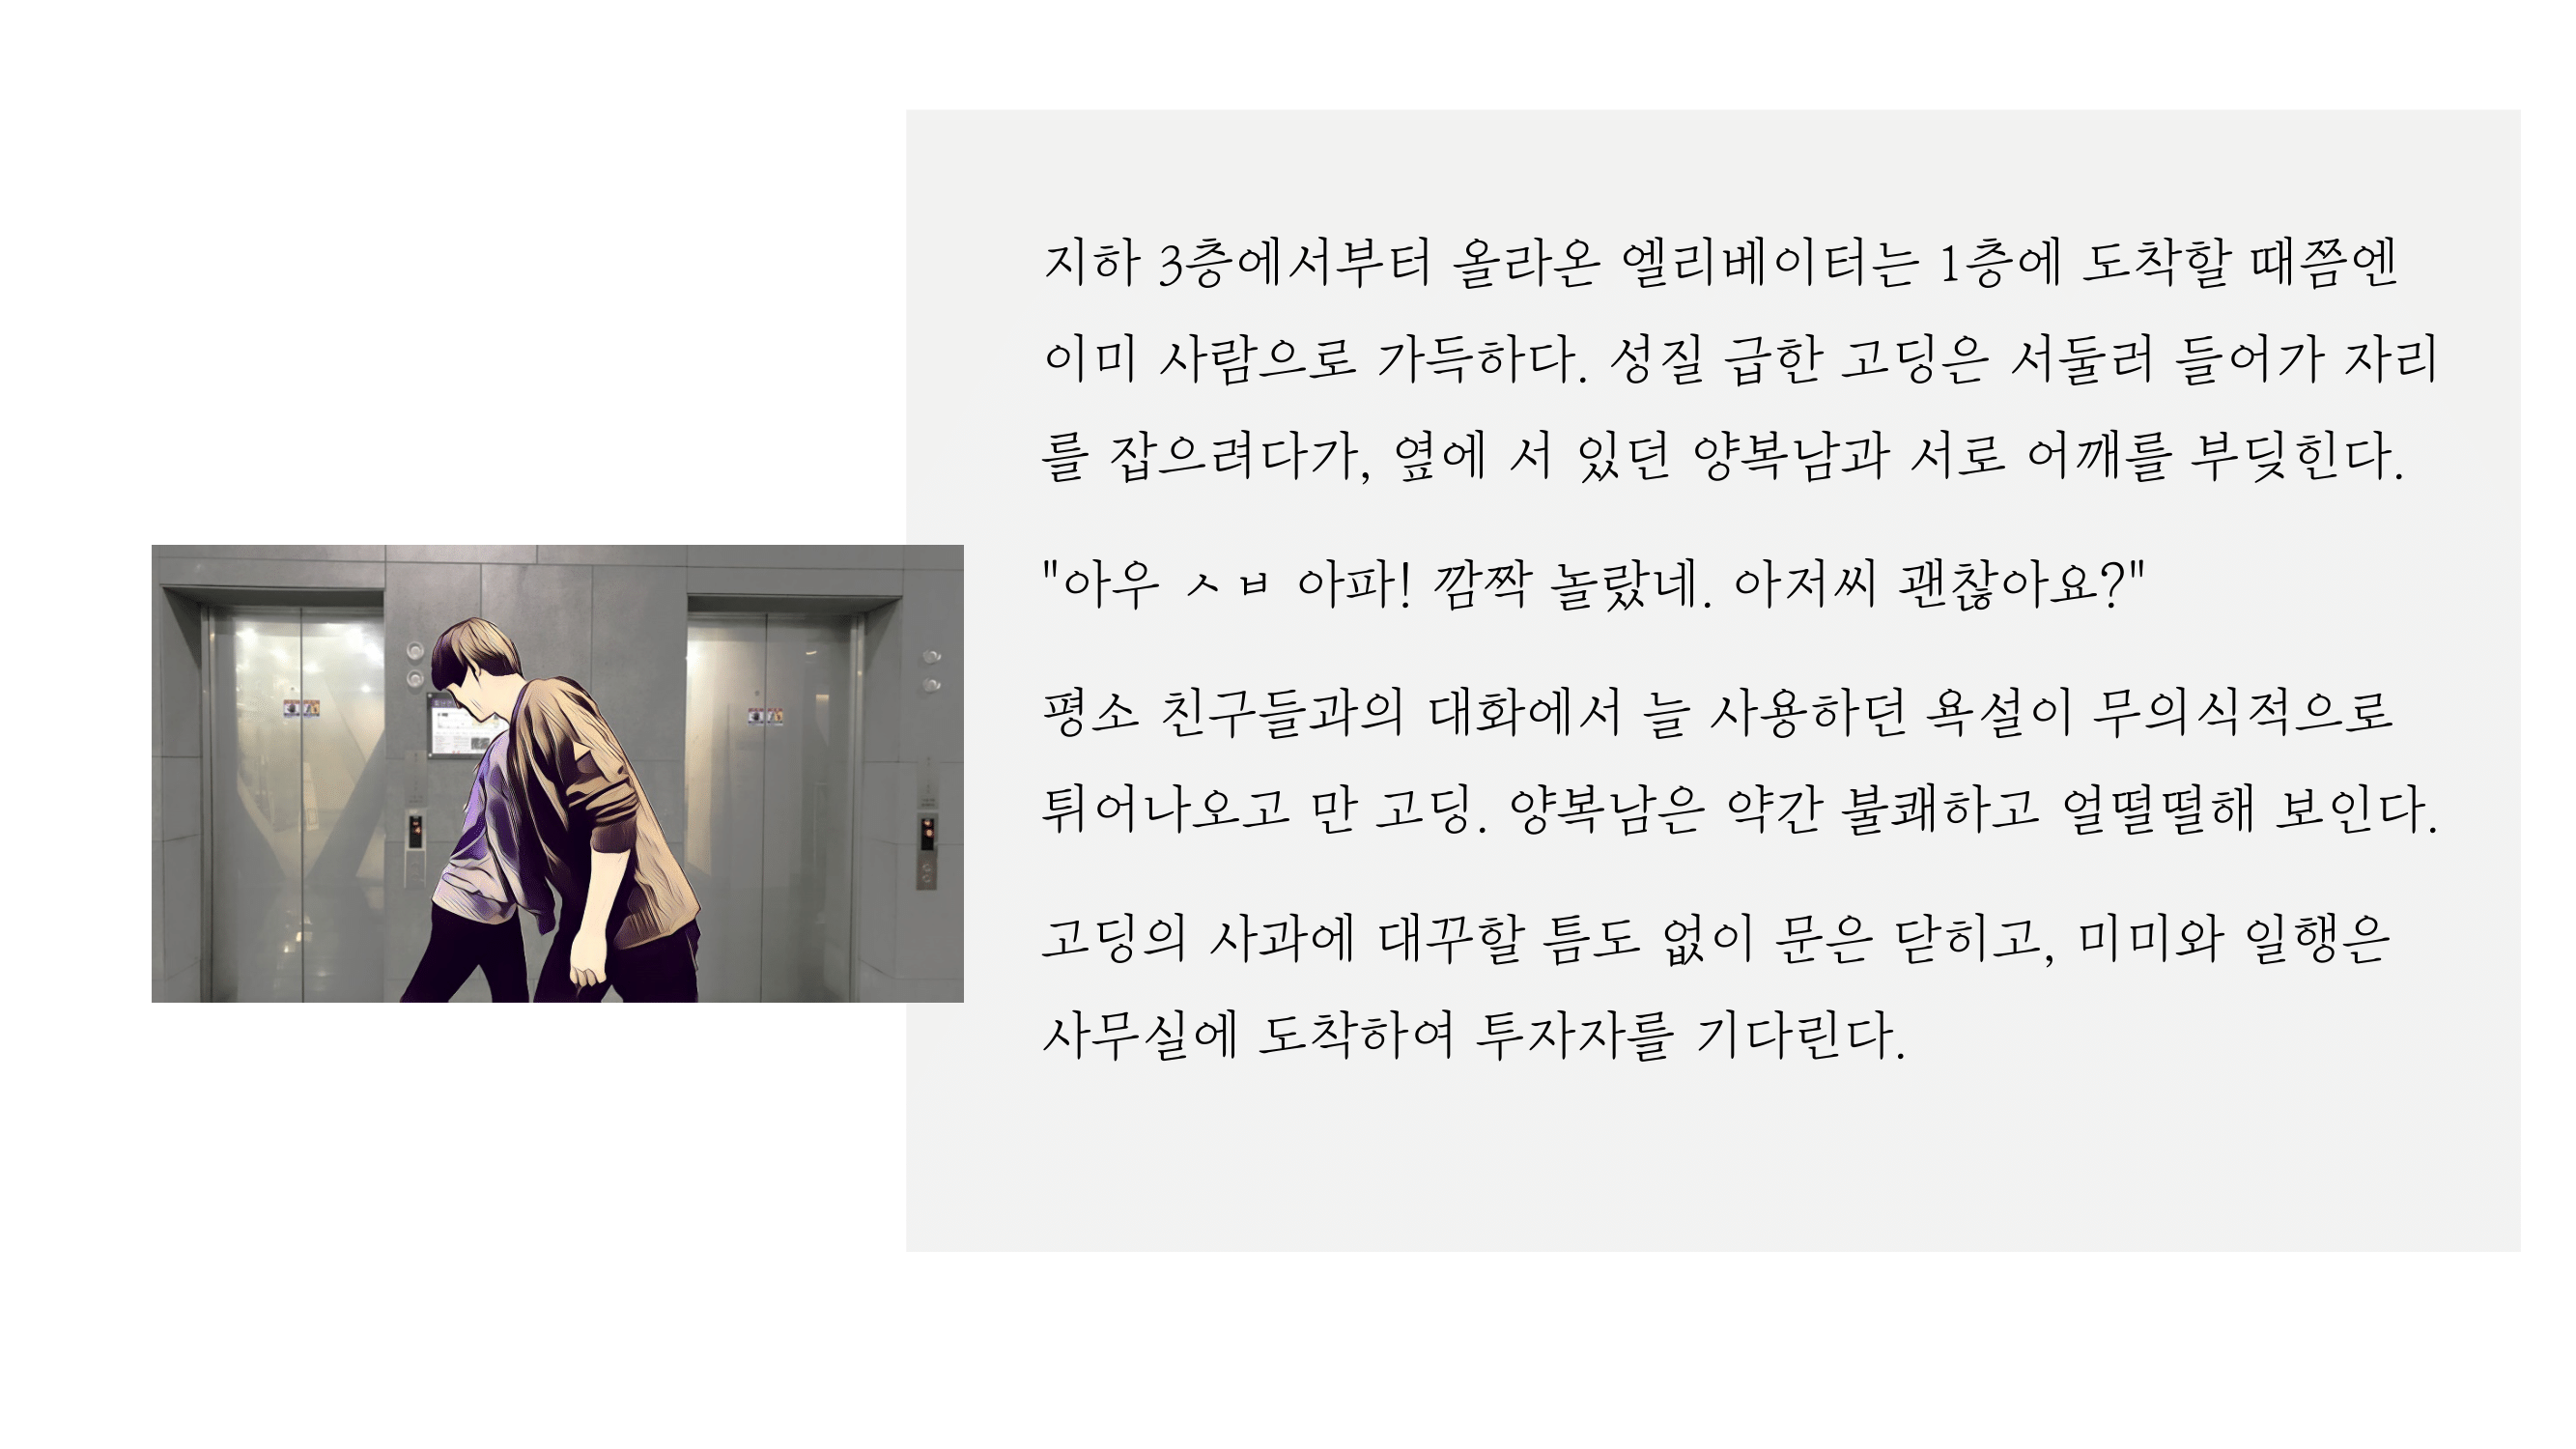 지하 3층에서부터 올라온 엘리베이터는 1층에 도착할 때쯤엔
이미 사람으로 가득하다. 성질 급한 고딩은 서둘러 들어가 자리
를 잡으려다가, 옆에 서 있던 양복남과 서로 어깨를 부딪힌다.
"아우 ㅅㅂ 아파! 깜짝 놀랐네. 아저씨 괜찮아요?"
평소 친구들과의 대화에서 늘 사용하던 욕설이 무의식적으로
튀어나오고 만 고딩. 양복남은 약간 불쾌하고 얼떨떨해 보인다.
고딩의 사과에 대꾸할 틈도 없이 문은 닫히고, 미미와 일행은
사무실에 도착하여 투자자를 기다린다.